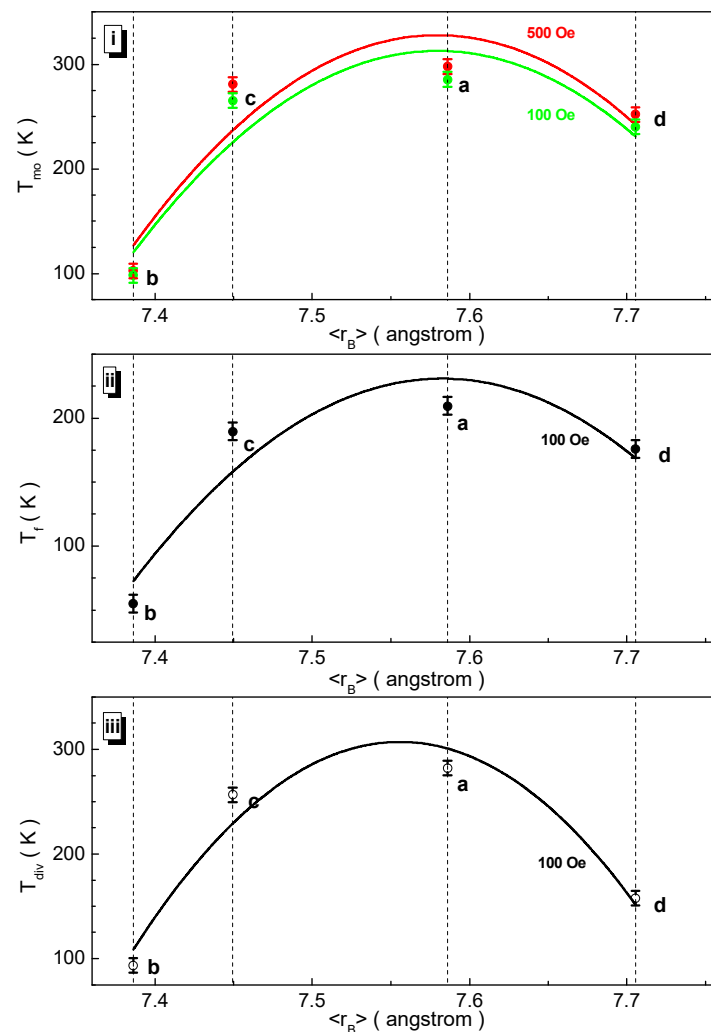 i
500 Oe
300
c
a
100 Oe
d
200
T_mo ( K )
100
b
7.4 7.5 7.6 7.7
<r_B> ( angstrom )
ii
200
c
a
100 Oe
d
T_f ( K )
100
b
7.4 7.5 7.6 7.7
<r_B> ( angstrom )
iii
300
c
a
200
T_div ( K )
100 Oe
d
100
b
7.4 7.5 7.6 7.7
<r_B> ( angstrom )